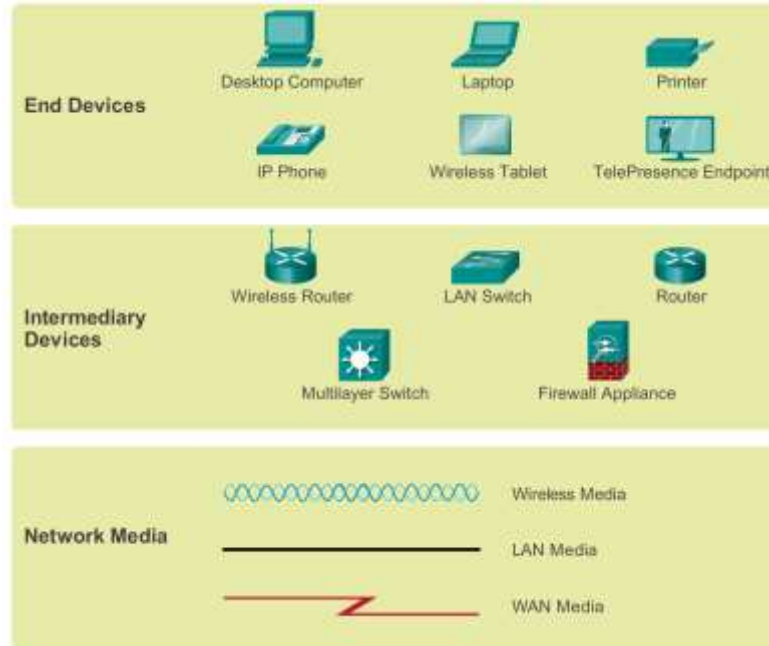 Desktop Computer
Laptop
Printer
End Devices
IP Phone
Wireless Tablet
TelePresence Endpoint
Wireless Router
LAN Switch
Router
Intermediary
Devices
Multilayer Switch
Firewall Appliance
Wireless Media
Network Media
LAN Media
WAN Media